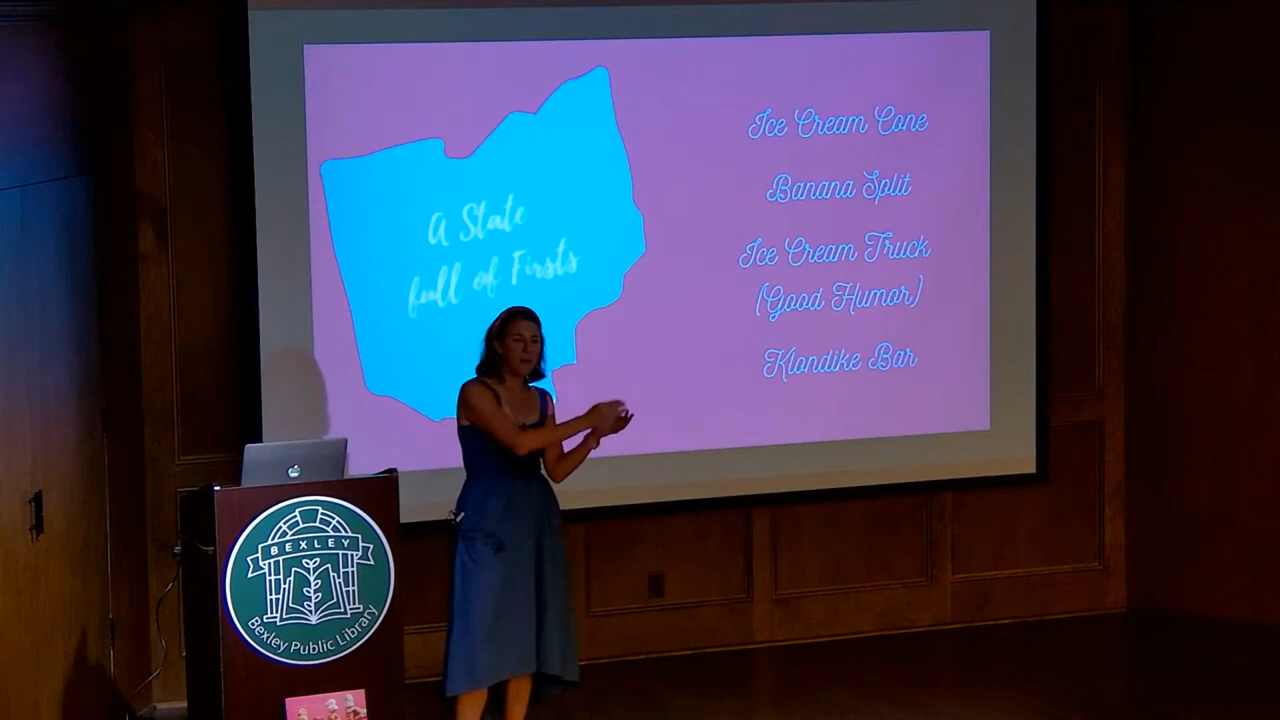 A State
full of Firsts
Ice Cream Cone
Banana Split
Ice Cream Truck
(Good Humor)
Klondike Bar
BEXLEY
Bexley Public Library